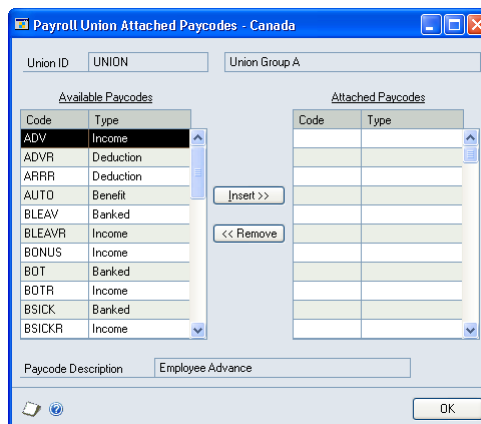 Payroll Union Attached Paycodes - Canada
Union ID UNION Union Group A
Available Paycodes Attached Paycodes
Code Type Code Type
ADV Income
ADVR Deduction
ARRR Deduction
AUTO Benefit
BLEAV Banked
BLEAVR Income
BONUS Income
BOT Banked
BOTR Income
BSICK Banked
BSICKR Income
Insert >>
<< Remove
Paycode Description Employee Advance
OK